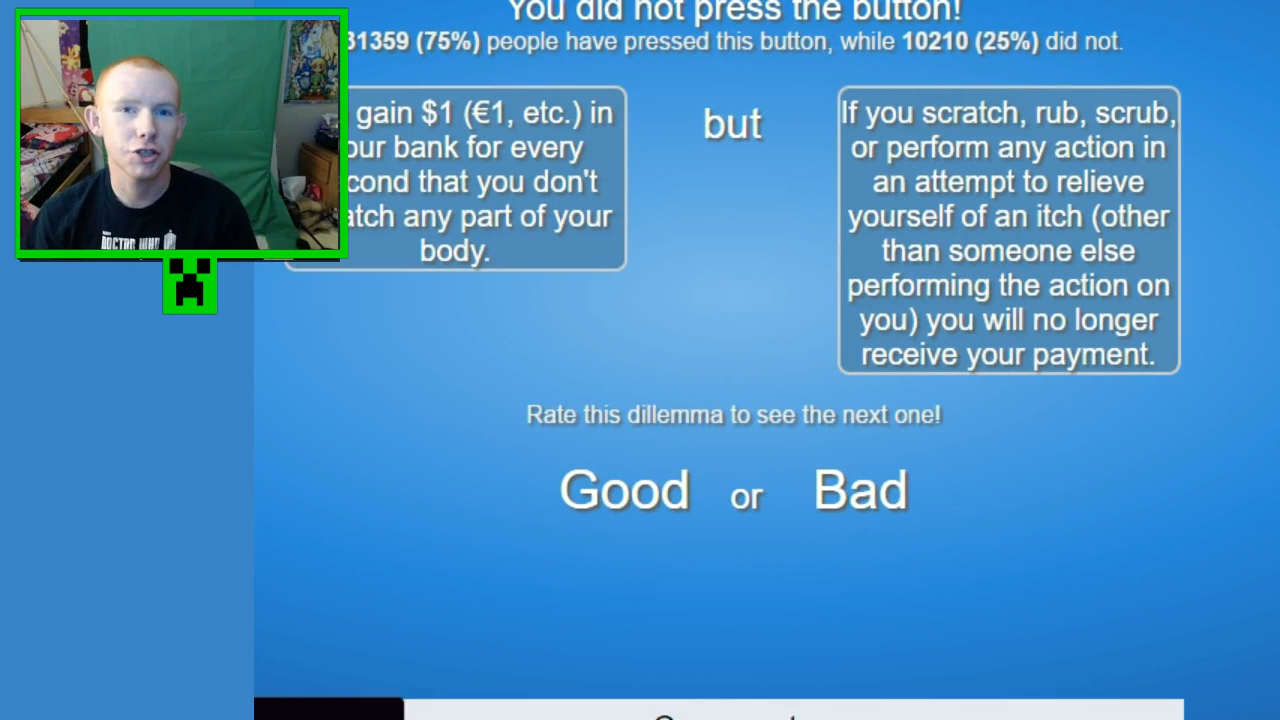 You did not press the button!
31359 (75%) people have pressed this button, while 10210 (25%) did not.
gain $1 (€1, etc.) in
bank for every
that you don't
any part of your
body.
but
If you scratch, rub, scrub,
or perform any action in
an attempt to relieve
yourself of an itch (other
than someone else
performing the action on
you) you will no longer
receive your payment.
Rate this dillemma to see the next one!
Good or Bad
DOCTOR WHO